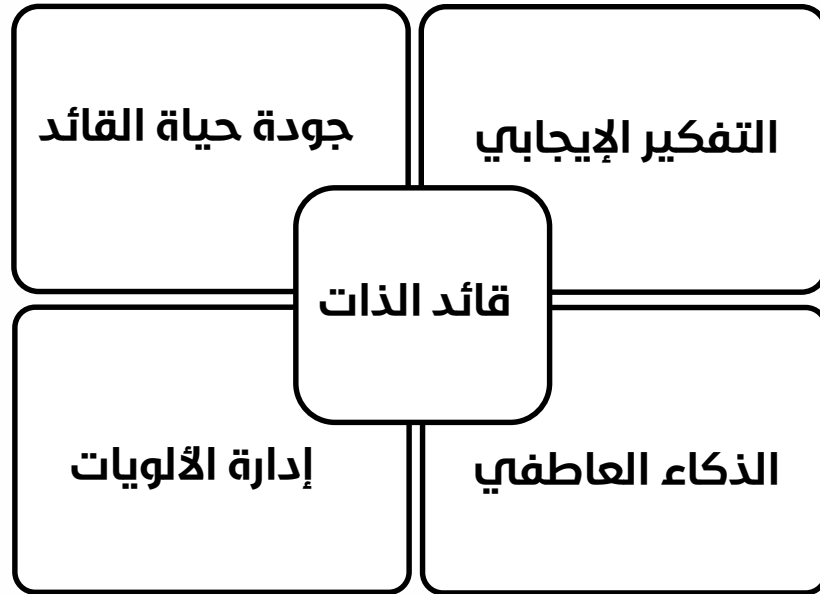 التفكير الإيجابي
جودة حياة القائد
قائد الذات
الذكاء العاطفي
إدارة الألويات